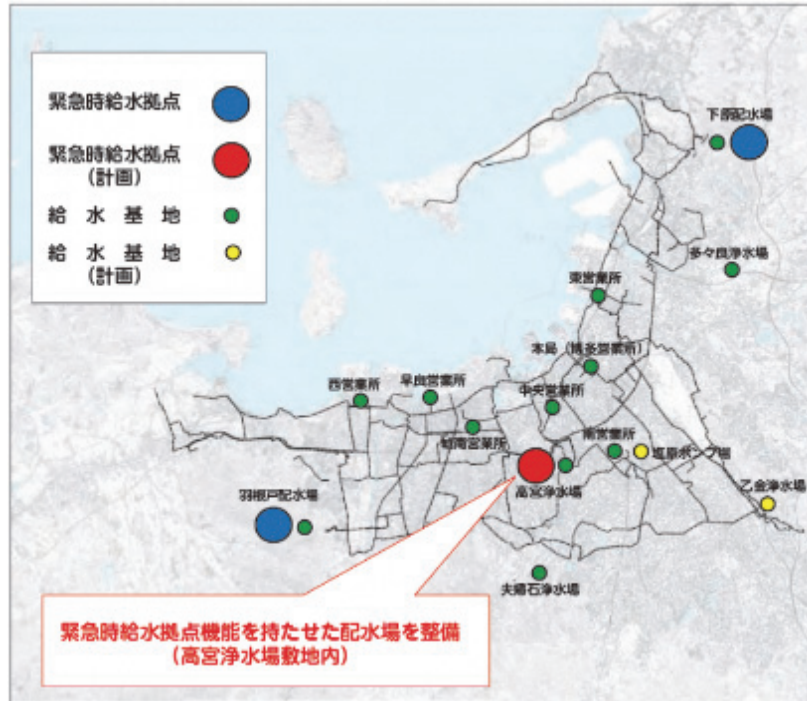 緊急時給水拠点
緊急時給水拠点
(計画)
給 水 基 地
給 水 基 地
(計画)
下原配水場
多々良浄水場
東営業所
本局（博多営業所）
西営業所
早良営業所
中央営業所
城南営業所
南営業所
塩原ポンプ場
高宮浄水場
乙金浄水場
羽根戸配水場
夫婦石浄水場
緊急時給水拠点機能を持たせた配水場を整備
（高宮浄水場敷地内）